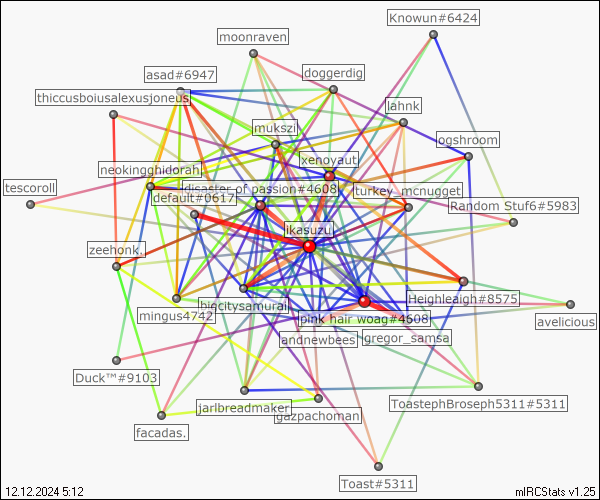 Knowun#6424
moonraven
asad#6947
doggerdig
thiccusboiusalexusjoneus
lahnk
mukszi
ogshroom
xenoyaut
neokingghidorah
tescoroll
disaster of passion#4608
turkey_mcnugget
default#0617
Random Stuf6#5983
ikasuzu
zeehonk.
Heighleaigh#8575
mingus4742
biocitysamurai
pink hair woag#4608
avelicious
andnewbees
gregor_samsa
Duck™#9103
jarlbreadmaker
ToastephBroseph5311#5311
gazpachoman
facadas.
Toast#5311
12.12.2024 5:12
mIRCStats v1.25